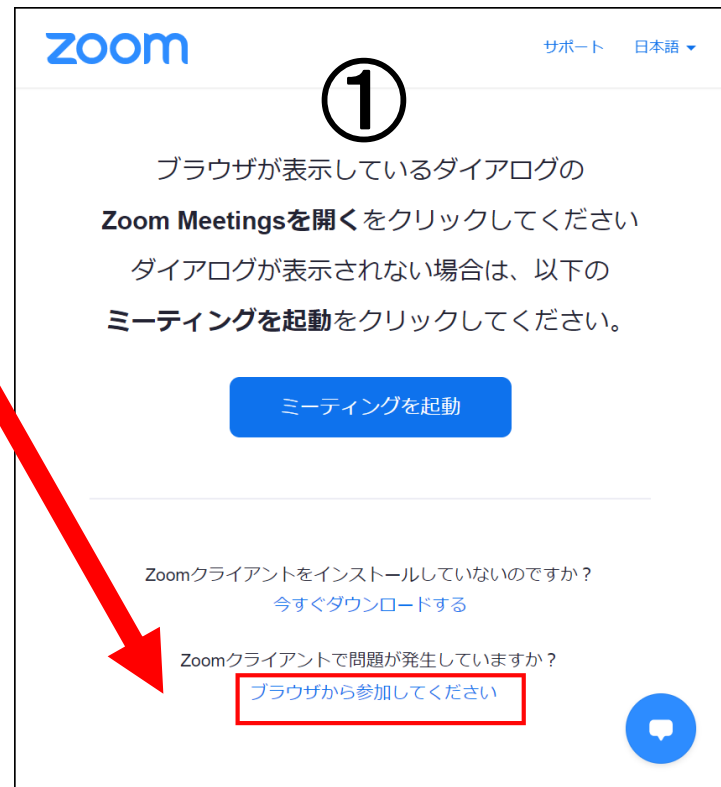 zoom
サポート 日本語
①
ブラウザが表示しているダイアログの
Zoom Meetingsを開くをクリックしてください
ダイアログが表示されない場合は、以下の
ミーティングを起動をクリックしてください。
ミーティングを起動
Zoomクライアントをインストールしていないのですか？
今すぐダウンロードする
Zoomクライアントで問題が発生していますか？
ブラウザから参加してください